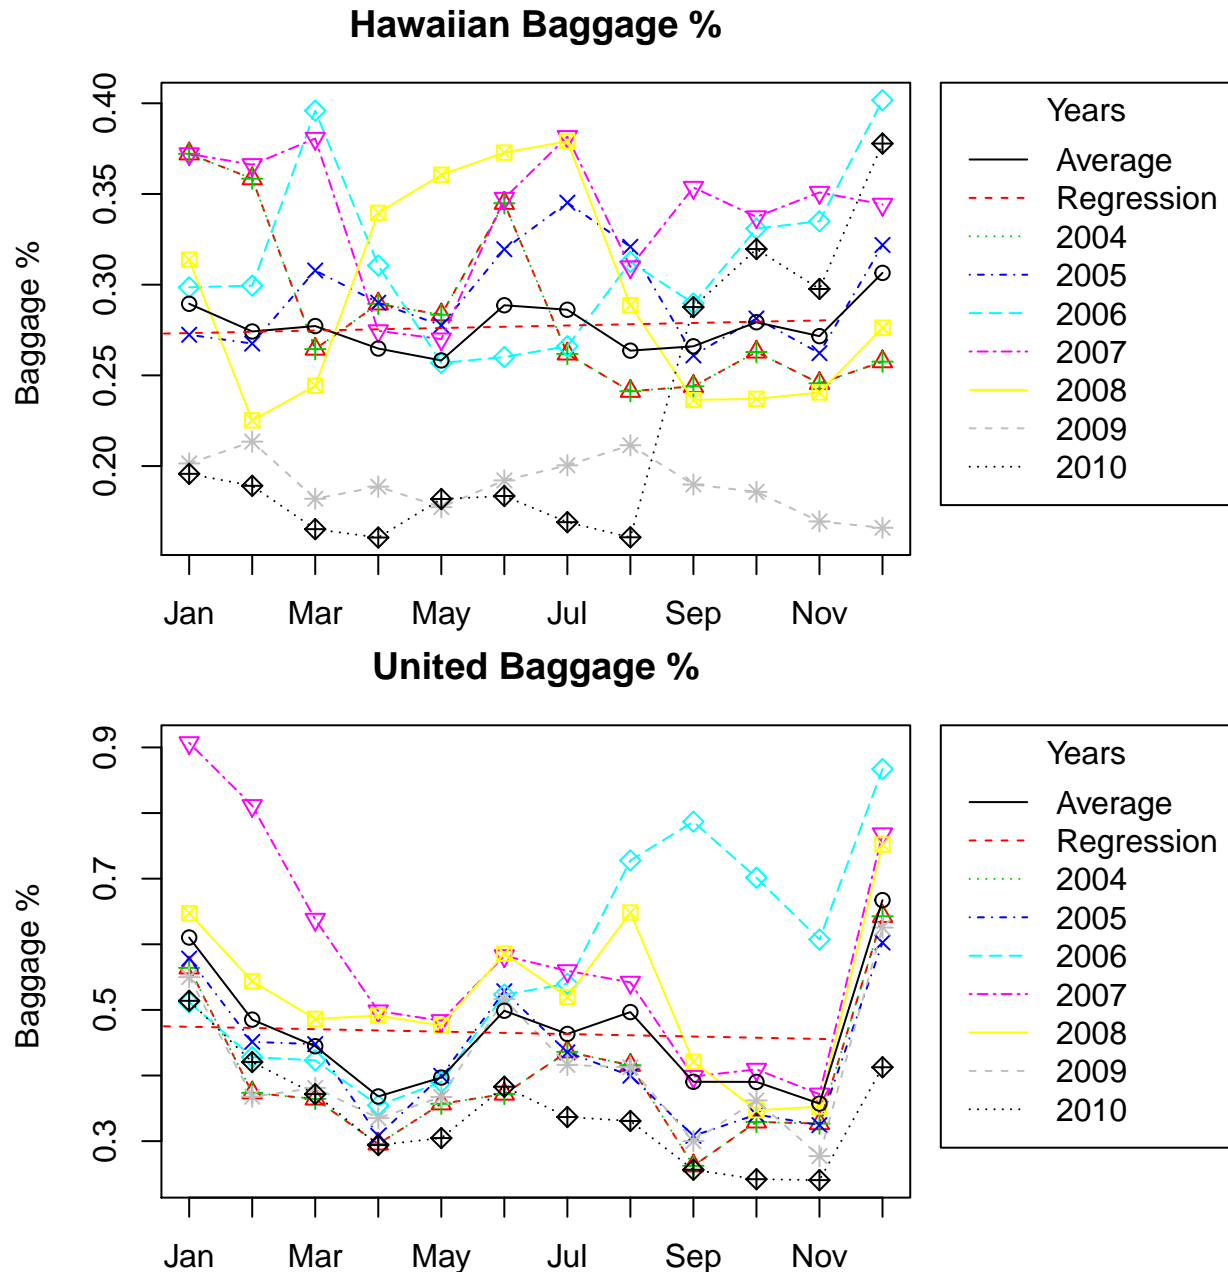 Hawaiian Baggage %
Baggage %
0.40
0.35
0.30
0.25
0.20
Jan Mar May Jul Sep Nov
Years
Average
Regression
2004
2005
2006
2007
2008
2009
2010
United Baggage %
Baggage %
0.9
0.7
0.5
0.3
Jan Mar May Jul Sep Nov
Years
Average
Regression
2004
2005
2006
2007
2008
2009
2010